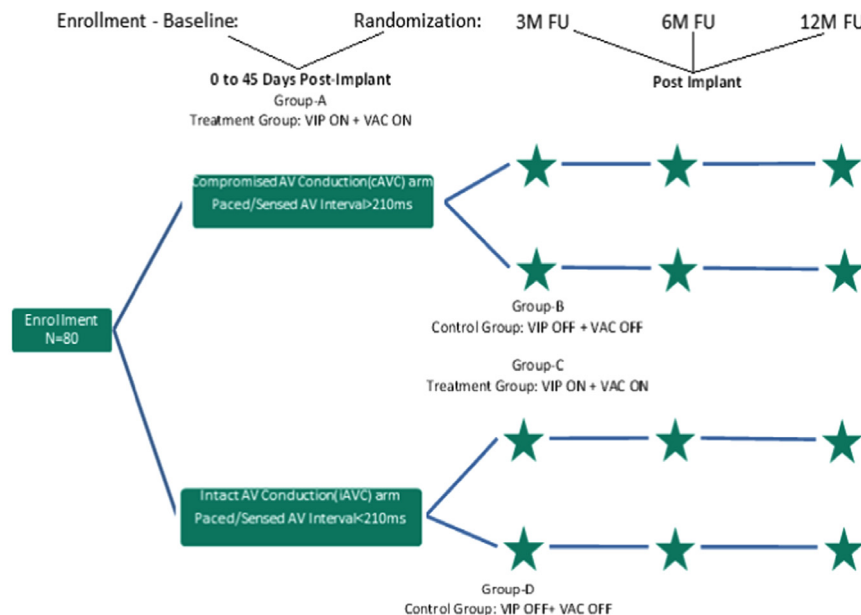 Enrollment - Baseline: Randomization: 3M FU 6M FU 12M FU
0 to 45 Days Post-Implant
Post Implant
Group-A
Treatment Group: VIP ON + VAC ON
Compromised AV Conduction(cAVC) arm
Paced/Sensed AV Interval>210ms
Group-B
Control Group: VIP OFF + VAC OFF
Enrollment
N=80
Group-C
Treatment Group: VIP ON + VAC ON
Intact AV Conduction(iAVC) arm
Paced/Sensed AV Interval<210ms
Group-D
Control Group: VIP OFF+ VAC OFF